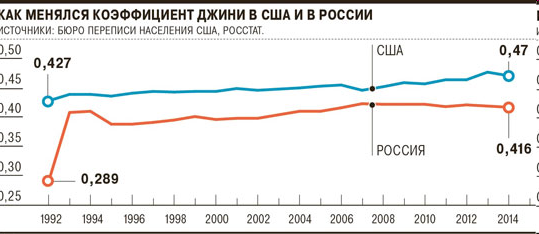 КАК МЕНЯЛСЯ КОЭФФИЦИЕНТ ДЖИНИ В США И В РОССИИ
ИСТОЧНИКИ: БЮРО ПЕРЕПИСИ НАСЕЛЕНИЯ США, РОССТАТ.
0,50
США
0,47
0,427
0,45
0,40
0,35
РОССИЯ
0,416
0,30
0,289
0,25
1992 1994 1996 1998 2000 2002 2004 2006 2008 2010 2012 2014